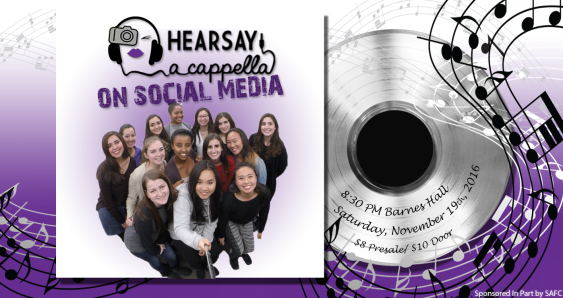 HEARSAY
a cappella
ON SOCIAL MEDIA
8:30 PM Barnes Hall
Saturday, November 19th, 2016
$8 Presale/ $10 Door
Sponsored In Part by SAFC